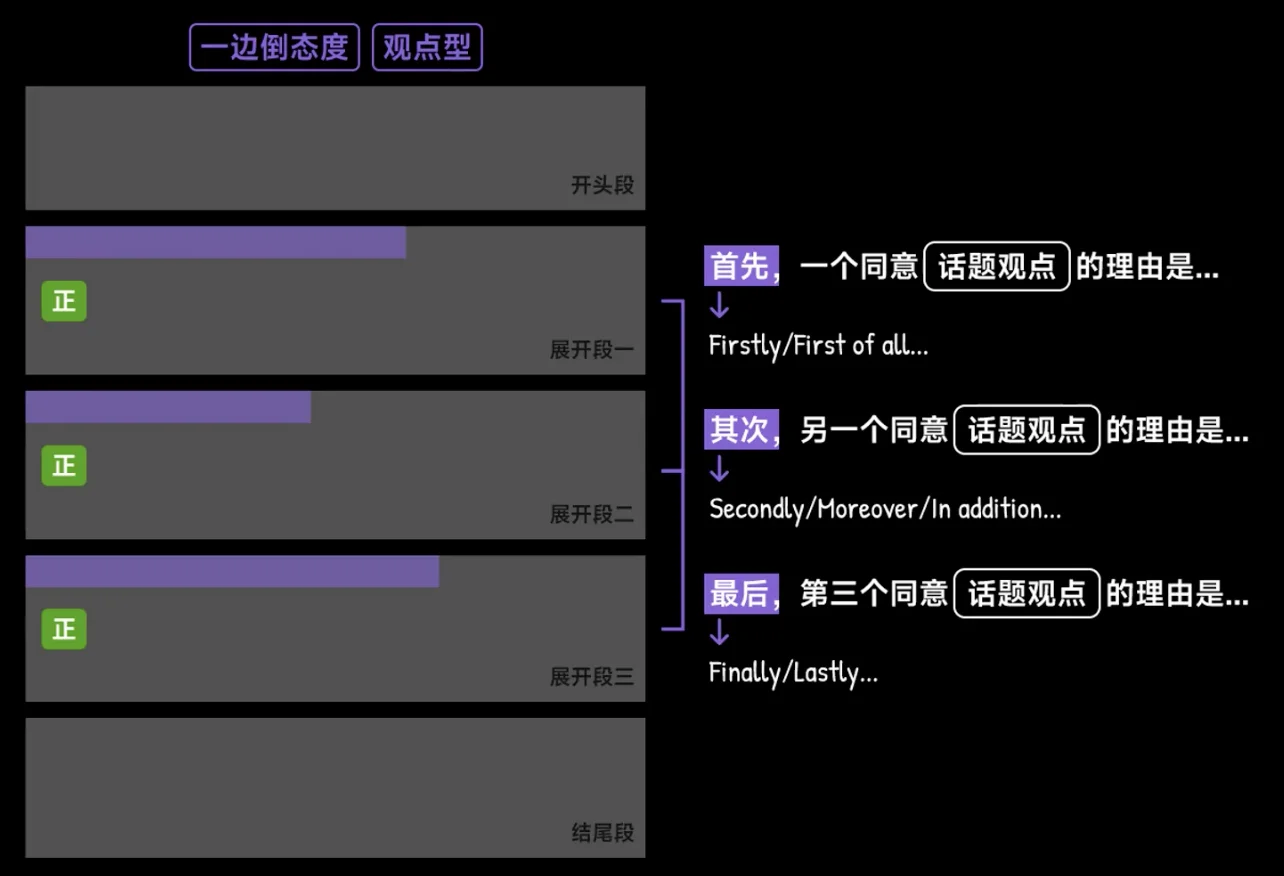 一边倒态度 观点型
开头段
正
展开段一
正
展开段二
正
展开段三
结尾段
首先，一个同意 话题观点 的理由是...
Firstly/First of all...
其次，另一个同意 话题观点 的理由是...
Secondly/Moreover/In addition...
最后，第三个同意 话题观点 的理由是...
Finally/Lastly...